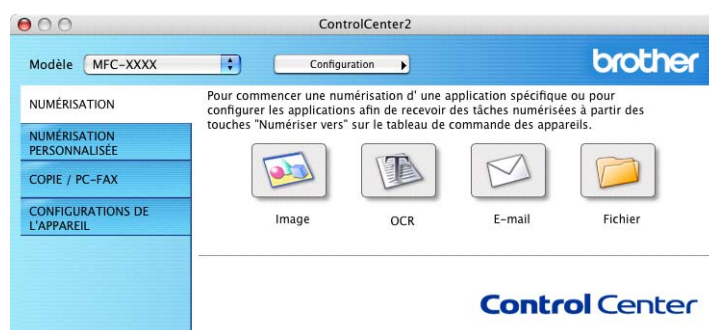 ControlCenter2
Modèle MFC-XXXX Configuration brother
NUMÉRISATION
NUMÉRISATION
PERSONNALISÉE
COPIE / PC-FAX
CONFIGURATIONS DE
L'APPAREIL
Pour commencer une numérisation d' une application spécifique ou pour
configurer les applications afin de recevoir des tâches numérisées à partir des
touches "Numériser vers" sur le tableau de commande des appareils.
Image OCR E-mail Fichier
Control Center